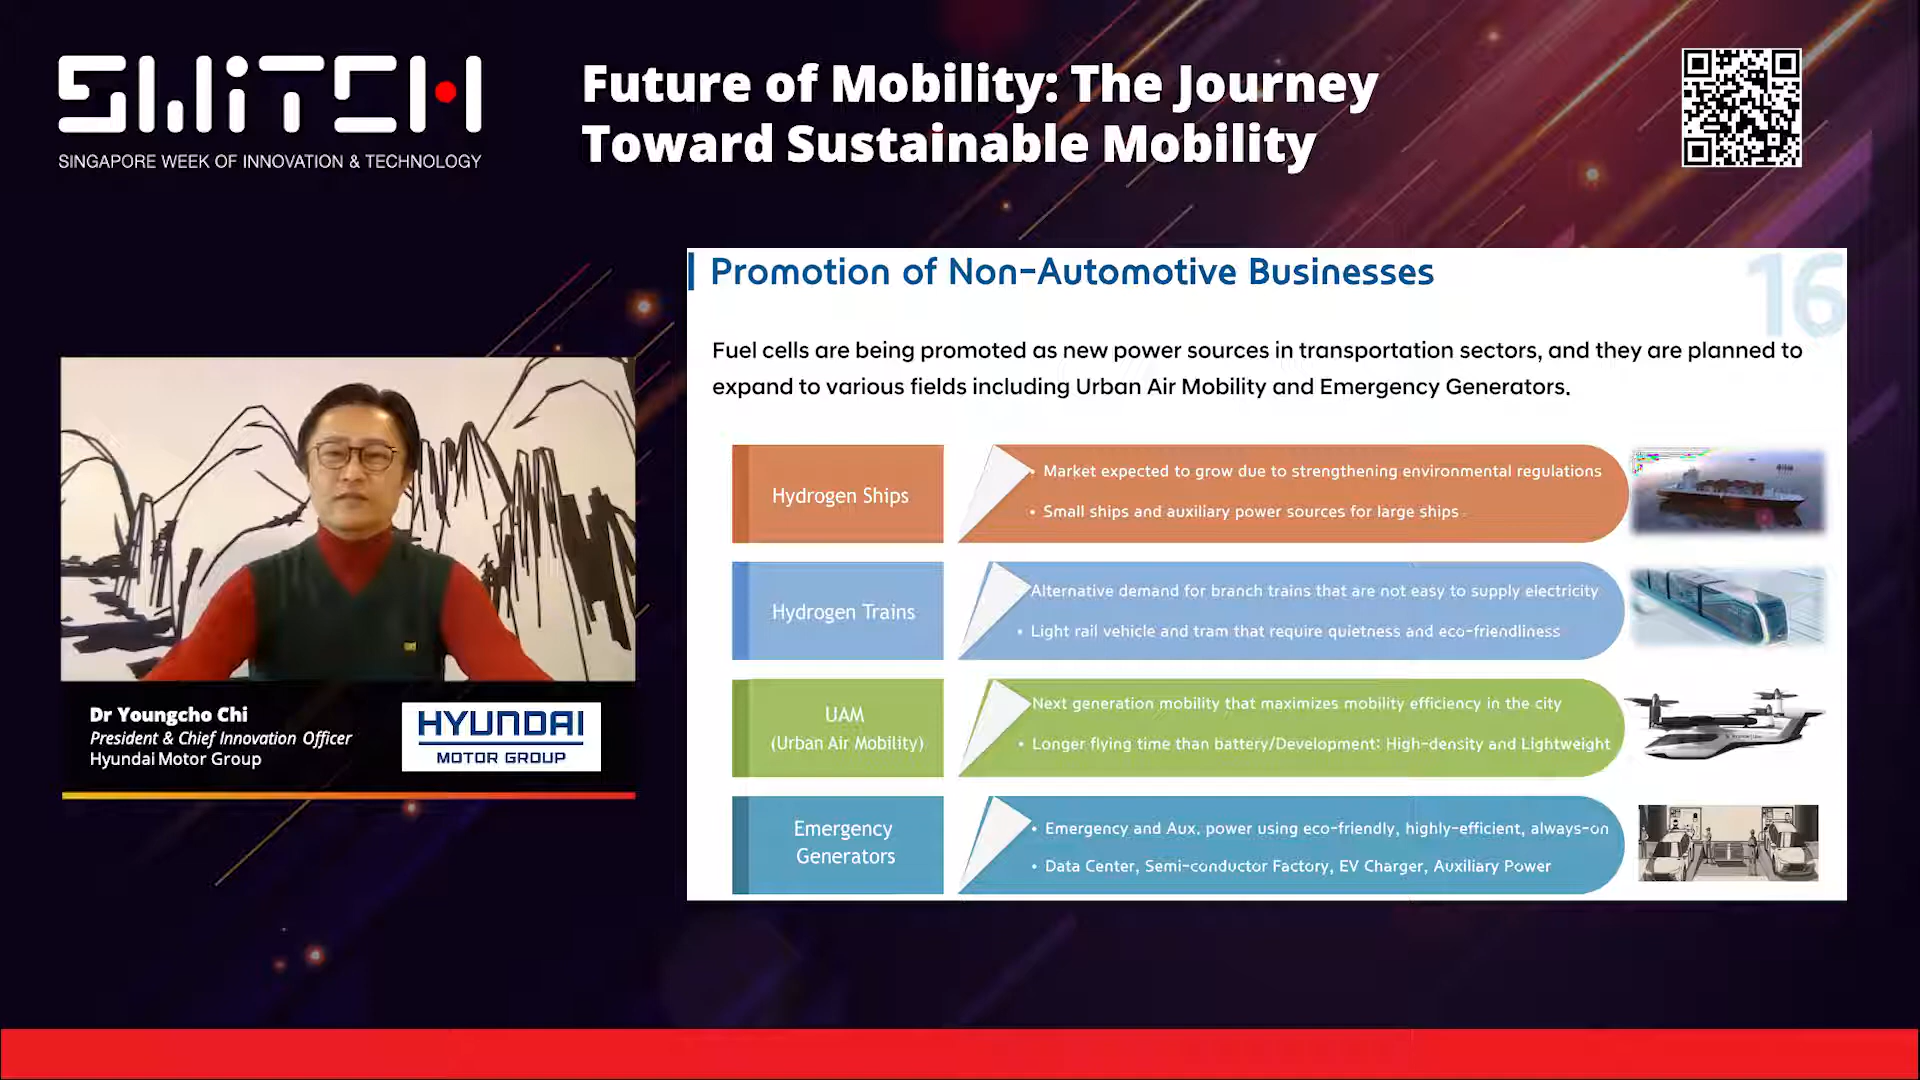 SWITCH
SINGAPORE WEEK OF INNOVATION & TECHNOLOGY
Future of Mobility: The Journey
Toward Sustainable Mobility
Promotion of Non-Automotive Businesses
16
Fuel cells are being promoted as new power sources in transportation sectors, and they are planned to
expand to various fields including Urban Air Mobility and Emergency Generators.
Hydrogen Ships
• Market expected to grow due to strengthening environmental regulations
• Small ships and auxiliary power sources for large ships
Hydrogen Trains
Alternative demand for branch trains that are not easy to supply electricity
• Light rail vehicle and tram that require quietness and eco-friendliness
UAM
(Urban Air Mobility)
Next generation mobility that maximizes mobility efficiency in the city
• Longer flying time than battery/Development: High-density and Lightweight
Emergency
Generators
• Emergency and Aux. power using eco-friendly, highly-efficient, always-on
• Data Center, Semi-conductor Factory, EV Charger, Auxiliary Power
Dr Youngcho Chi
President & Chief Innovation Officer
Hyundai Motor Group
HYUNDAI
MOTOR GROUP